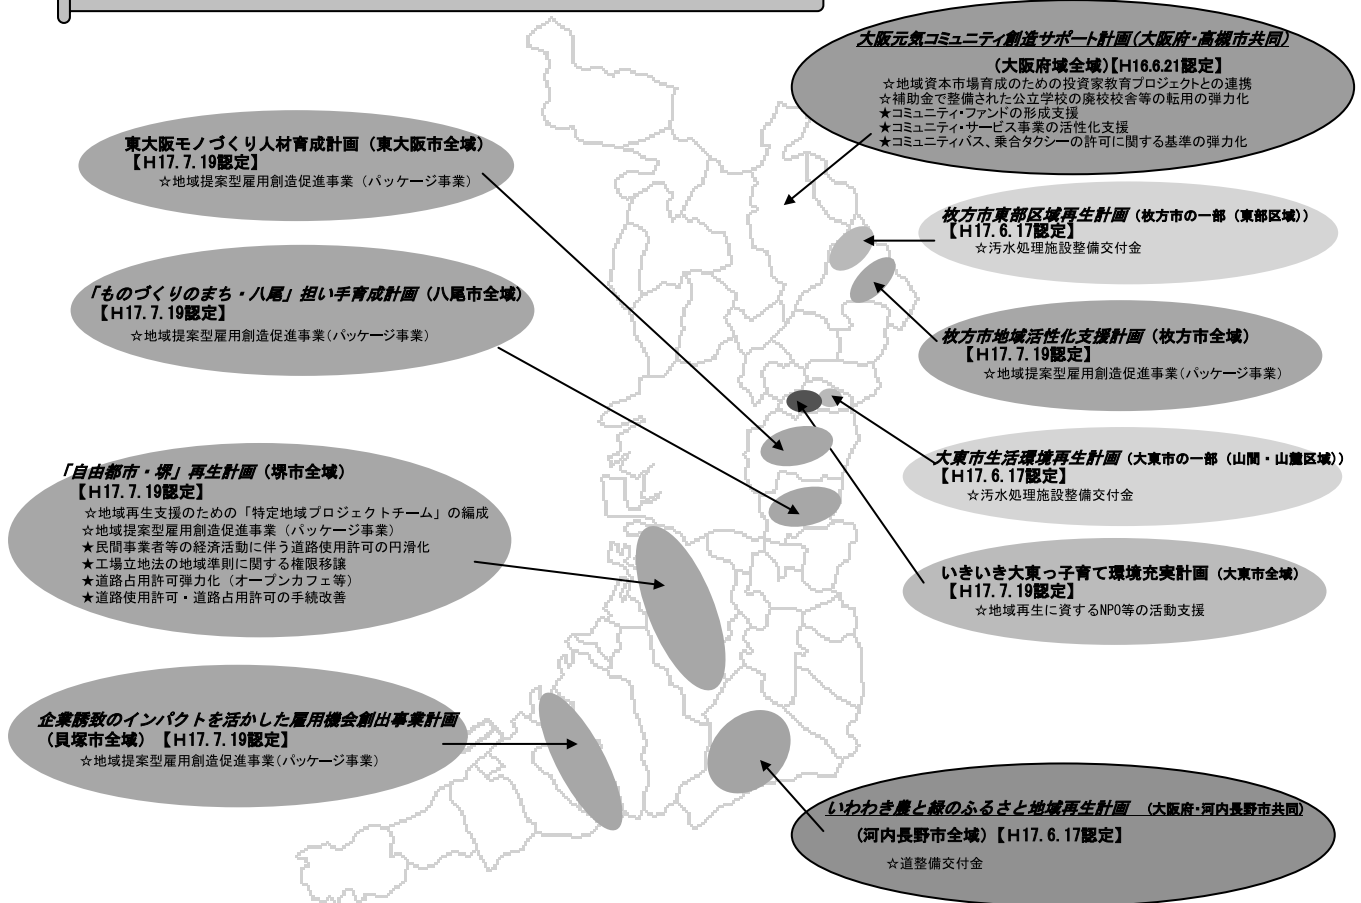 大阪元気コミュニティ創造サポート計画（大阪府・高槻市共同）
（大阪府域全域）【H16.6.21認定】
☆地域資本市場育成のための投資家教育プロジェクトとの連携
☆補助金で整備された公立学校の廃校校舎等の転用の弾力化
★コミュニティ・ファンドの形成支援
★コミュニティ・サービス事業の活性化支援
★コミュニティバス、乗合タクシーの許可に関する基準の弾力化
東大阪モノづくり人材育成計画（東大阪市全域）
【H17.7.19認定】
☆地域提案型雇用創造促進事業（パッケージ事業）
枚方市東部区域再生計画（枚方市の一部（東部区域））
【H17.6.17認定】
☆汚水処理施設整備交付金
「ものづくりのまち・八尾」担い手育成計画（八尾市全域）
【H17.7.19認定】
☆地域提案型雇用創造促進事業（パッケージ事業）
枚方市地域活性化支援計画（枚方市全域）
【H17.7.19認定】
☆地域提案型雇用創造促進事業（パッケージ事業）
「自由都市・堺」再生計画（堺市全域）
【H17.7.19認定】
☆地域再生支援のための「特定地域プロジェクトチーム」の編成
☆地域提案型雇用創造促進事業（パッケージ事業）
★民間事業者等の経済活動に伴う道路使用許可の円滑化
★工場立地法の地域準則に関する権限移譲
★道路占用許可弾力化（オープンカフェ等）
★道路使用許可・道路占用許可の手続改善
大東市生活環境再生計画（大東市の一部（山間・山麓区域））
【H17.6.17認定】
☆汚水処理施設整備交付金
いきいき大東っ子育て環境充実計画（大東市全域）
【H17.7.19認定】
☆地域再生に資するNPO等の活動支援
企業誘致のインパクトを活かした雇用機会創出事業計画
（貝塚市全域）【H17.7.19認定】
☆地域提案型雇用創造促進事業（パッケージ事業）
いわわき農と緑のふるさと地域再生計画　（大阪府・河内長野市共同）
（河内長野市全域）【H17.6.17認定】
☆道整備交付金